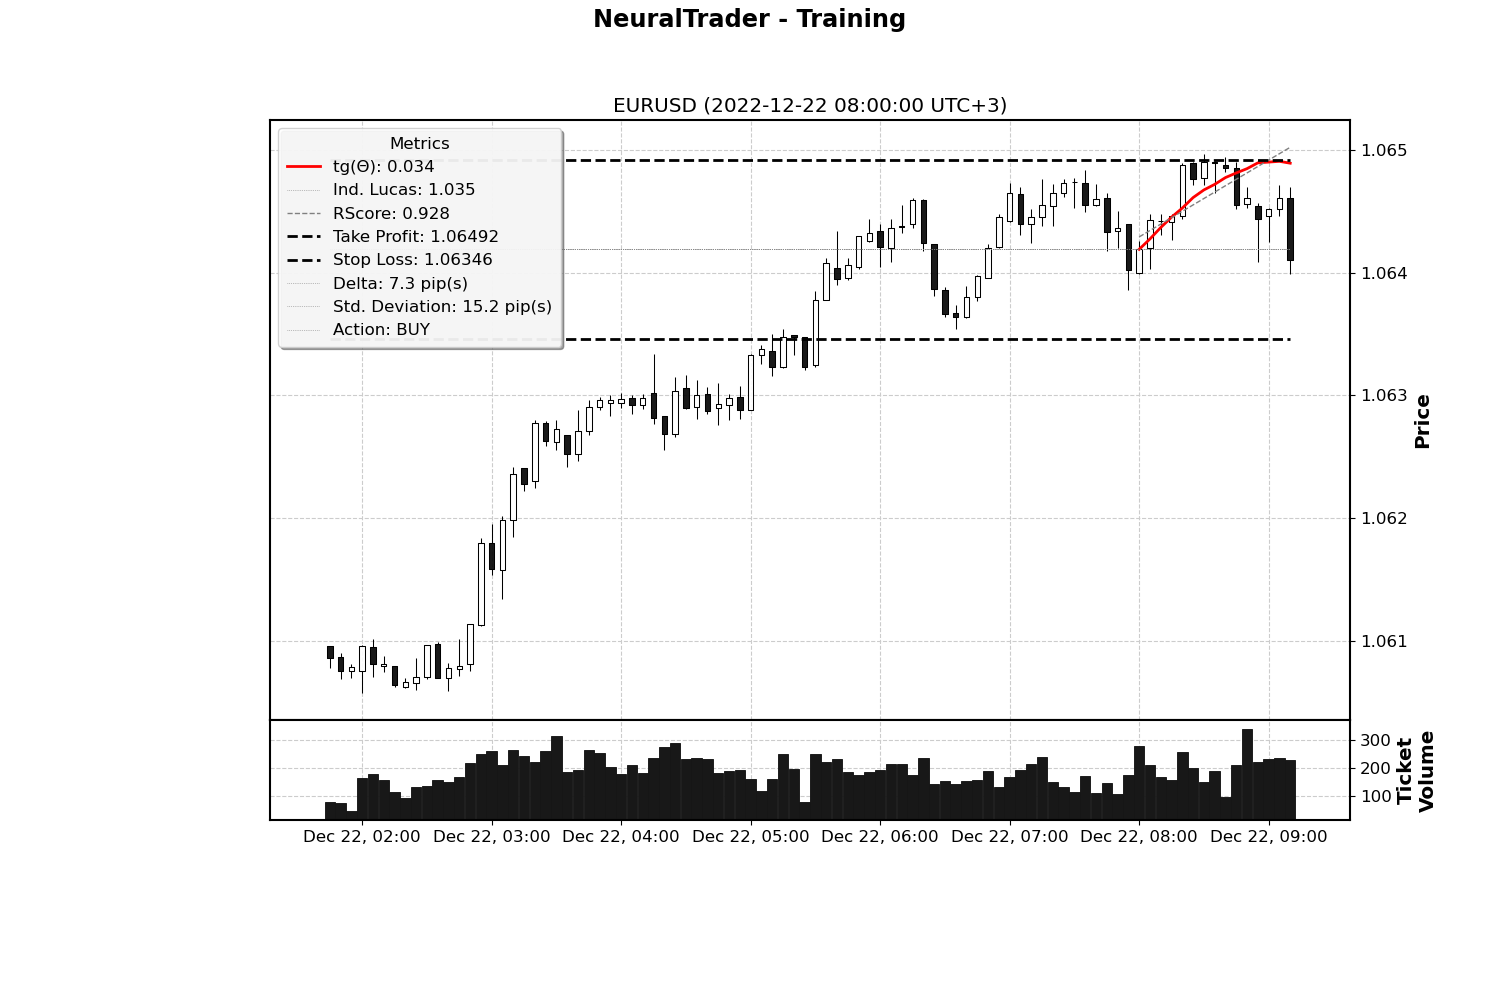 NeuralTrader - Training
EURUSD (2022-12-22 08:00:00 UTC+3)
Metrics
tg(Θ): 0.034
Ind. Lucas: 1.035
RScore: 0.928
Take Profit: 1.06492
Stop Loss: 1.06346
Delta: 7.3 pip(s)
Std. Deviation: 15.2 pip(s)
Action: BUY
1.065
1.064
1.063
1.062
1.061
Price
300
200
100
Ticket
Volume
Dec 22, 02:00
Dec 22, 03:00
Dec 22, 04:00
Dec 22, 05:00
Dec 22, 06:00
Dec 22, 07:00
Dec 22, 08:00
Dec 22, 09:00